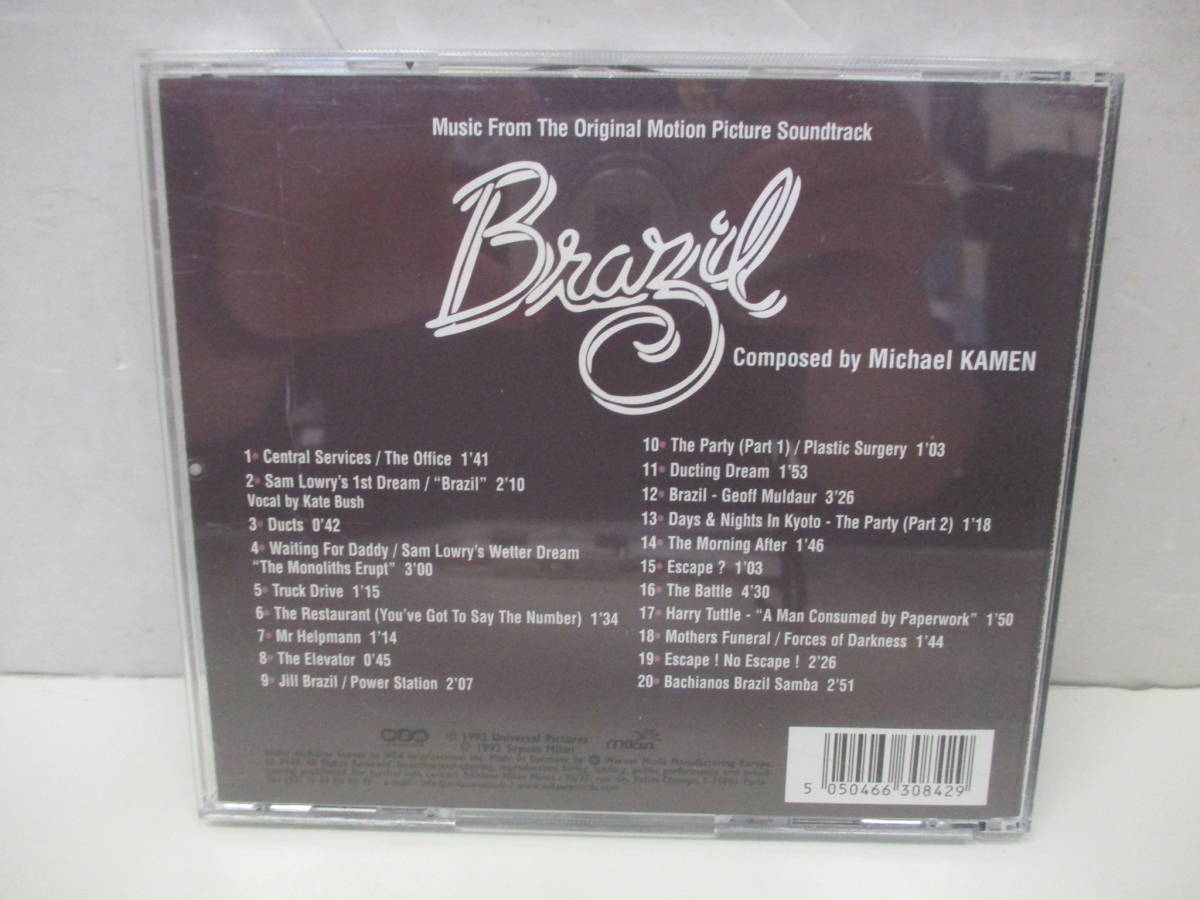 Music From The Original Motion Picture Soundtrack
Brazil
Composed by Michael KAMEN
1• Central Services / The Office 1'41
2• Sam Lowry's 1st Dream / "Brazil" 2'10
Vocal by Kate Bush
3• Ducts 0'42
4• Waiting For Daddy / Sam Lowry's Wetter Dream
"The Monoliths Erupt" 3'00
5• Truck Drive 1'15
6• The Restaurant (You've Got To Say The Number) 1'34
7• Mr Helpmann 1'14
8• The Elevator 0'45
9• Jill Brazil / Power Station 2'07
10• The Party (Part 1) / Plastic Surgery 1'03
11• Ducting Dream 1'53
12• Brazil - Geoff Muldaur 3'26
13• Days & Nights In Kyoto - The Party (Part 2) 1'18
14• The Morning After 1'46
15• Escape ? 1'03
16• The Battle 4'30
17• Harry Tuttle - "A Man Consumed by Paperwork" 1'50
18• Mothers Funeral / Forces of Darkness 1'44
19• Escape ! No Escape ! 2'26
20• Bachianos Brazil Samba 2'51
© 1992 Universal Pictures
milan
5 050466 308429